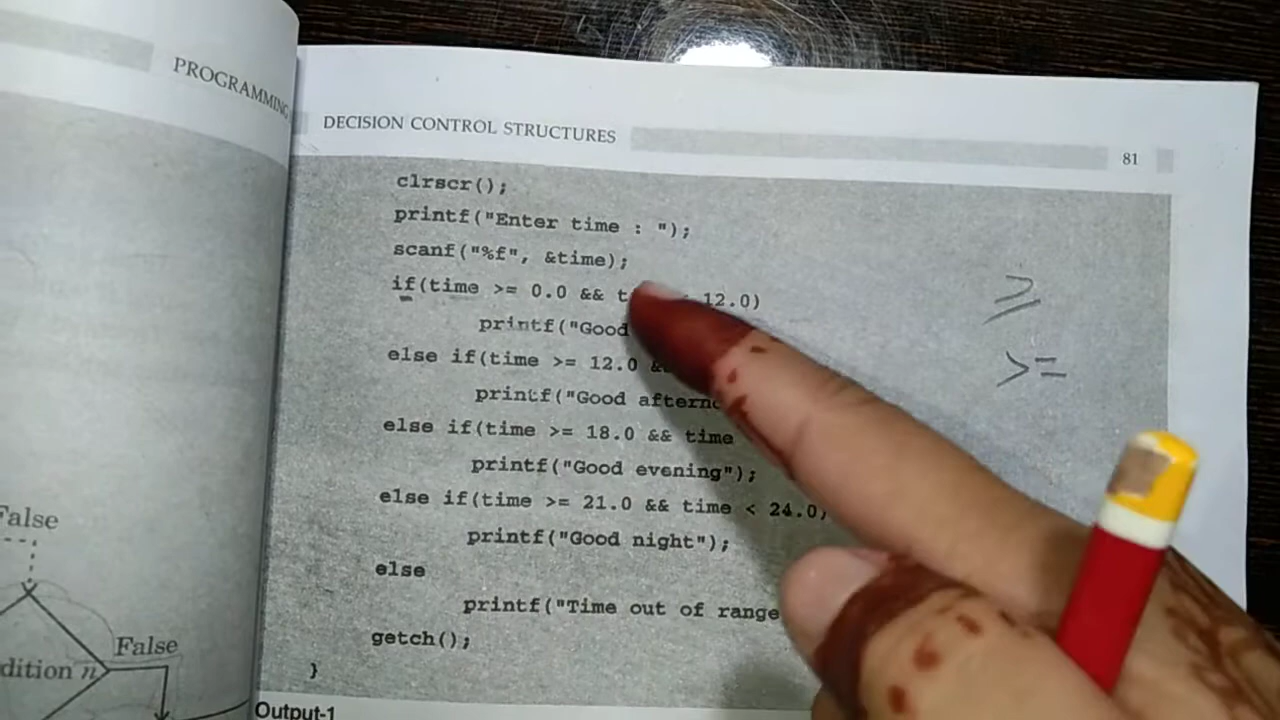 PROGRAMMING
DECISION CONTROL STRUCTURES
81
clrscr();
printf("Enter time : ");
scanf("%f", &time);
if(time >= 0.0 && < 12.0)
printf("Good
else if(time >= 12.0
printf("Good
else if(time >= 18.0 && time
printf("Good evening");
else if(time >= 21.0 && time < 24.0)
printf("Good night");
else
printf("Time out of range
getch();
}
Output-1
≥
>=
False
False
n